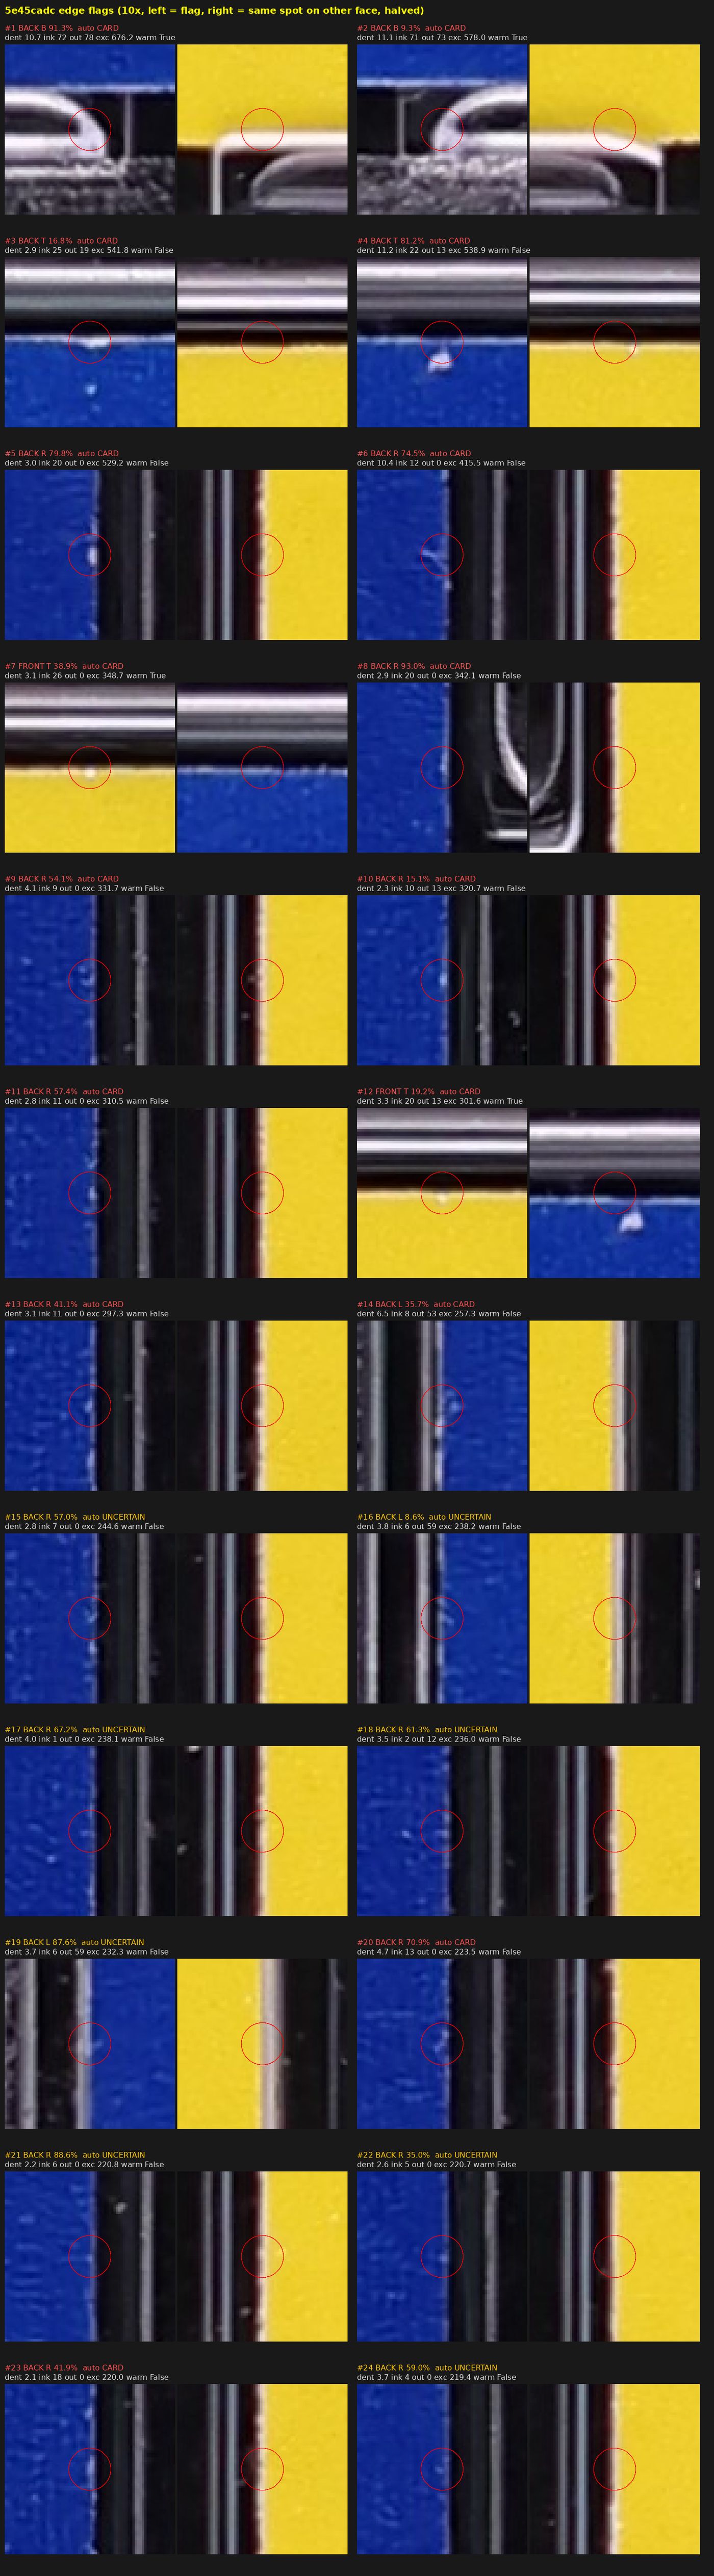 5e45cadc edge flags (10x, left = flag, right = same spot on other face, halved)
#1 BACK B 91.3%  auto CARD
dent 10.7 ink 72 out 78 exc 676.2 warm True
#2 BACK B 9.3%  auto CARD
dent 11.1 ink 71 out 73 exc 578.0 warm True
#3 BACK T 16.8%  auto CARD
dent 2.9 ink 25 out 19 exc 541.8 warm False
#4 BACK T 81.2%  auto CARD
dent 11.2 ink 22 out 13 exc 538.9 warm False
#5 BACK R 79.8%  auto CARD
dent 3.0 ink 20 out 0 exc 529.2 warm False
#6 BACK R 74.5%  auto CARD
dent 10.4 ink 12 out 0 exc 415.5 warm False
#7 FRONT T 38.9%  auto CARD
dent 3.1 ink 26 out 0 exc 348.7 warm True
#8 BACK R 93.0%  auto CARD
dent 2.9 ink 20 out 0 exc 342.1 warm False
#9 BACK R 54.1%  auto CARD
dent 4.1 ink 9 out 0 exc 331.7 warm False
#10 BACK R 15.1%  auto CARD
dent 2.3 ink 10 out 13 exc 320.7 warm False
#11 BACK R 57.4%  auto CARD
dent 2.8 ink 11 out 0 exc 310.5 warm False
#12 FRONT T 19.2%  auto CARD
dent 3.3 ink 20 out 13 exc 301.6 warm True
#13 BACK R 41.1%  auto CARD
dent 3.1 ink 11 out 0 exc 297.3 warm False
#14 BACK L 35.7%  auto CARD
dent 6.5 ink 8 out 53 exc 257.3 warm False
#15 BACK R 57.0%  auto UNCERTAIN
dent 2.8 ink 7 out 0 exc 244.6 warm False
#16 BACK L 8.6%  auto UNCERTAIN
dent 3.8 ink 6 out 59 exc 238.2 warm False
#17 BACK R 67.2%  auto UNCERTAIN
dent 4.0 ink 1 out 0 exc 238.1 warm False
#18 BACK R 61.3%  auto UNCERTAIN
dent 3.5 ink 2 out 12 exc 236.0 warm False
#19 BACK L 87.6%  auto UNCERTAIN
dent 3.7 ink 6 out 59 exc 232.3 warm False
#20 BACK R 70.9%  auto CARD
dent 4.7 ink 13 out 0 exc 223.5 warm False
#21 BACK R 88.6%  auto UNCERTAIN
dent 2.2 ink 6 out 0 exc 220.8 warm False
#22 BACK R 35.0%  auto UNCERTAIN
dent 2.6 ink 5 out 0 exc 220.7 warm False
#23 BACK R 41.9%  auto CARD
dent 2.1 ink 18 out 0 exc 220.0 warm False
#24 BACK R 59.0%  auto UNCERTAIN
dent 3.7 ink 4 out 0 exc 219.4 warm False